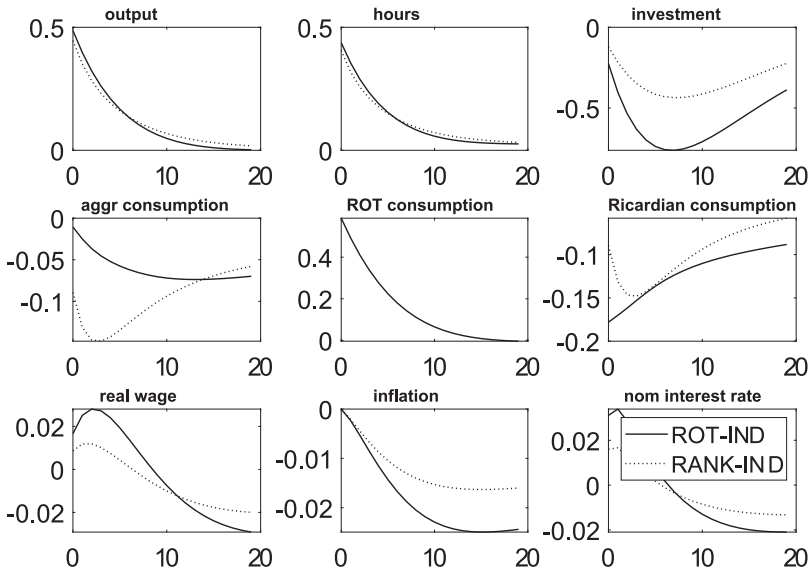 output hours investment
0.5 0.5 0
-0.5
0 0
0 10 20 0 10 20 0 10 20
aggr consumption ROT consumption Ricardian consumption
0
0.4 -0.1
-0.05
0.2 -0.15
-0.1
0 -0.2
0 10 20 0 10 20 0 10 20
real wage inflation nom interest rate
0.02 0 0.02 ROT-IND
-0.01 RANK-IND
0 0
-0.02
-0.02 -0.02
0 10 20 0 10 20 0 10 20